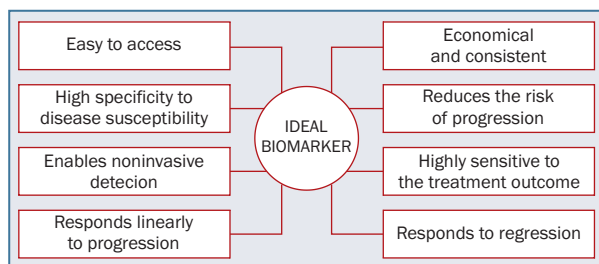 Easy to access
High specificity to
disease susceptibility
Enables noninvasive
detecion
Responds linearly
to progression
IDEAL
BIOMARKER
Economical
and consistent
Reduces the risk
of progression
Highly sensitive to
the treatment outcome
Responds to regression